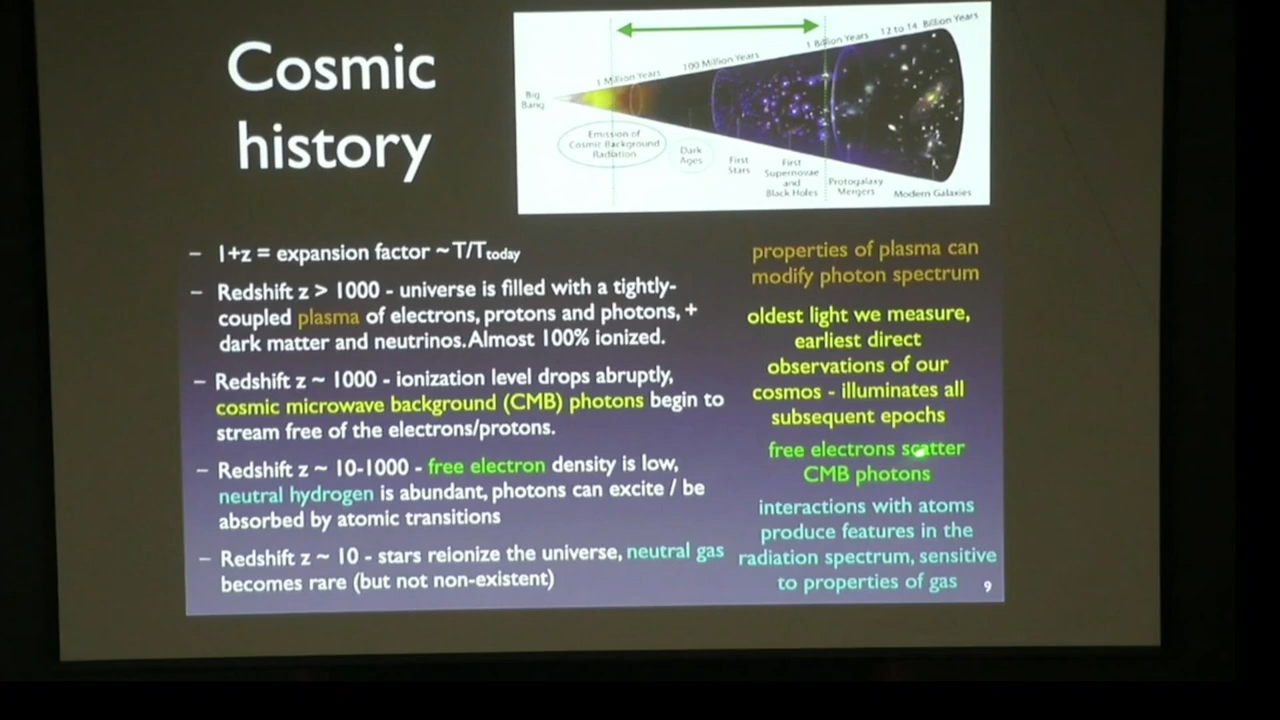 Cosmic
history
1 Million Years
100 Million Years
1 Billion Years
12 to 14 Billion Years
Big
Bang
Emission of
Cosmic Background
Radiation
Dark
Ages
First
Stars
First
Supernovae
and
Black Holes
Protogalaxy
Mergers
Modern Galaxies
– 1+z = expansion factor ~ T/Ttoday
– Redshift z > 1000 - universe is filled with a tightly-
coupled plasma of electrons, protons and photons, +
dark matter and neutrinos. Almost 100% ionized.
– Redshift z ~ 1000 - ionization level drops abruptly,
cosmic microwave background (CMB) photons begin to
stream free of the electrons/protons.
– Redshift z ~ 10-1000 - free electron density is low,
neutral hydrogen is abundant, photons can excite / be
absorbed by atomic transitions
– Redshift z ~ 10 - stars reionize the universe, neutral gas
becomes rare (but not non-existent)
properties of plasma can
modify photon spectrum
oldest light we measure,
earliest direct
observations of our
cosmos - illuminates all
subsequent epochs
free electrons scatter
CMB photons
interactions with atoms
produce features in the
radiation spectrum, sensitive
to properties of gas
9